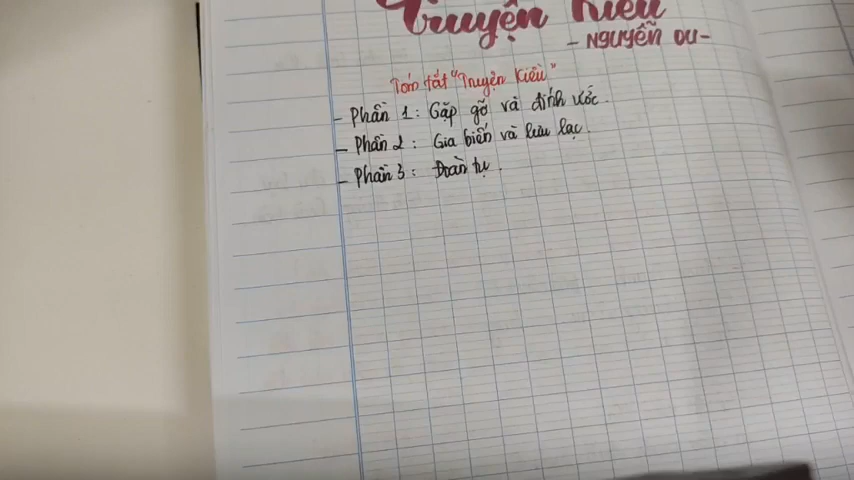 Truyện Kiều
- Nguyễn Du -
Tóm tắt "Truyện Kiều"
- Phần 1: Gặp gỡ và đính ước.
- Phần 2: Gia biến và lưu lạc.
- Phần 3: Đoàn tụ.